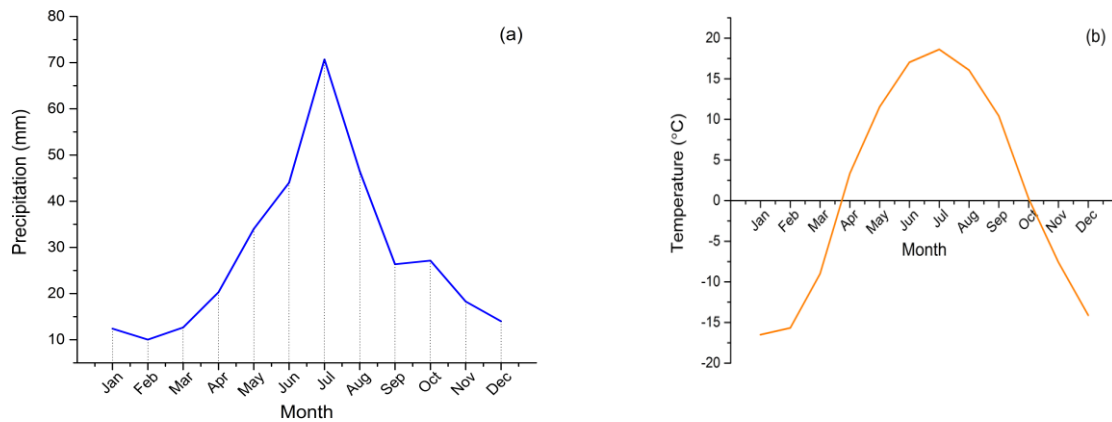 (a)
Precipitation (mm)
80
70
60
50
40
30
20
10
Jan Feb Mar Apr May Jun Jul Aug Sep Oct Nov Dec
Month
(b)
Temperature (°C)
20
15
10
5
0
-5
-10
-15
-20
Jan Feb Mar Apr May Jun Jul Aug Sep Oct Nov Dec
Month